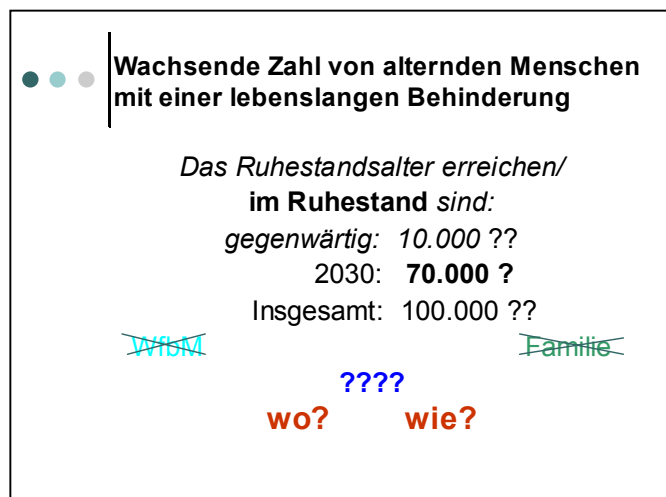 Wachsende Zahl von alternden Menschen
mit einer lebenslangen Behinderung
Das Ruhestandsalter erreichen/
im Ruhestand sind:
gegenwärtig: 10.000 ??
2030: 70.000 ?
Insgesamt: 100.000 ??
WfbM Familie
????
wo? wie?